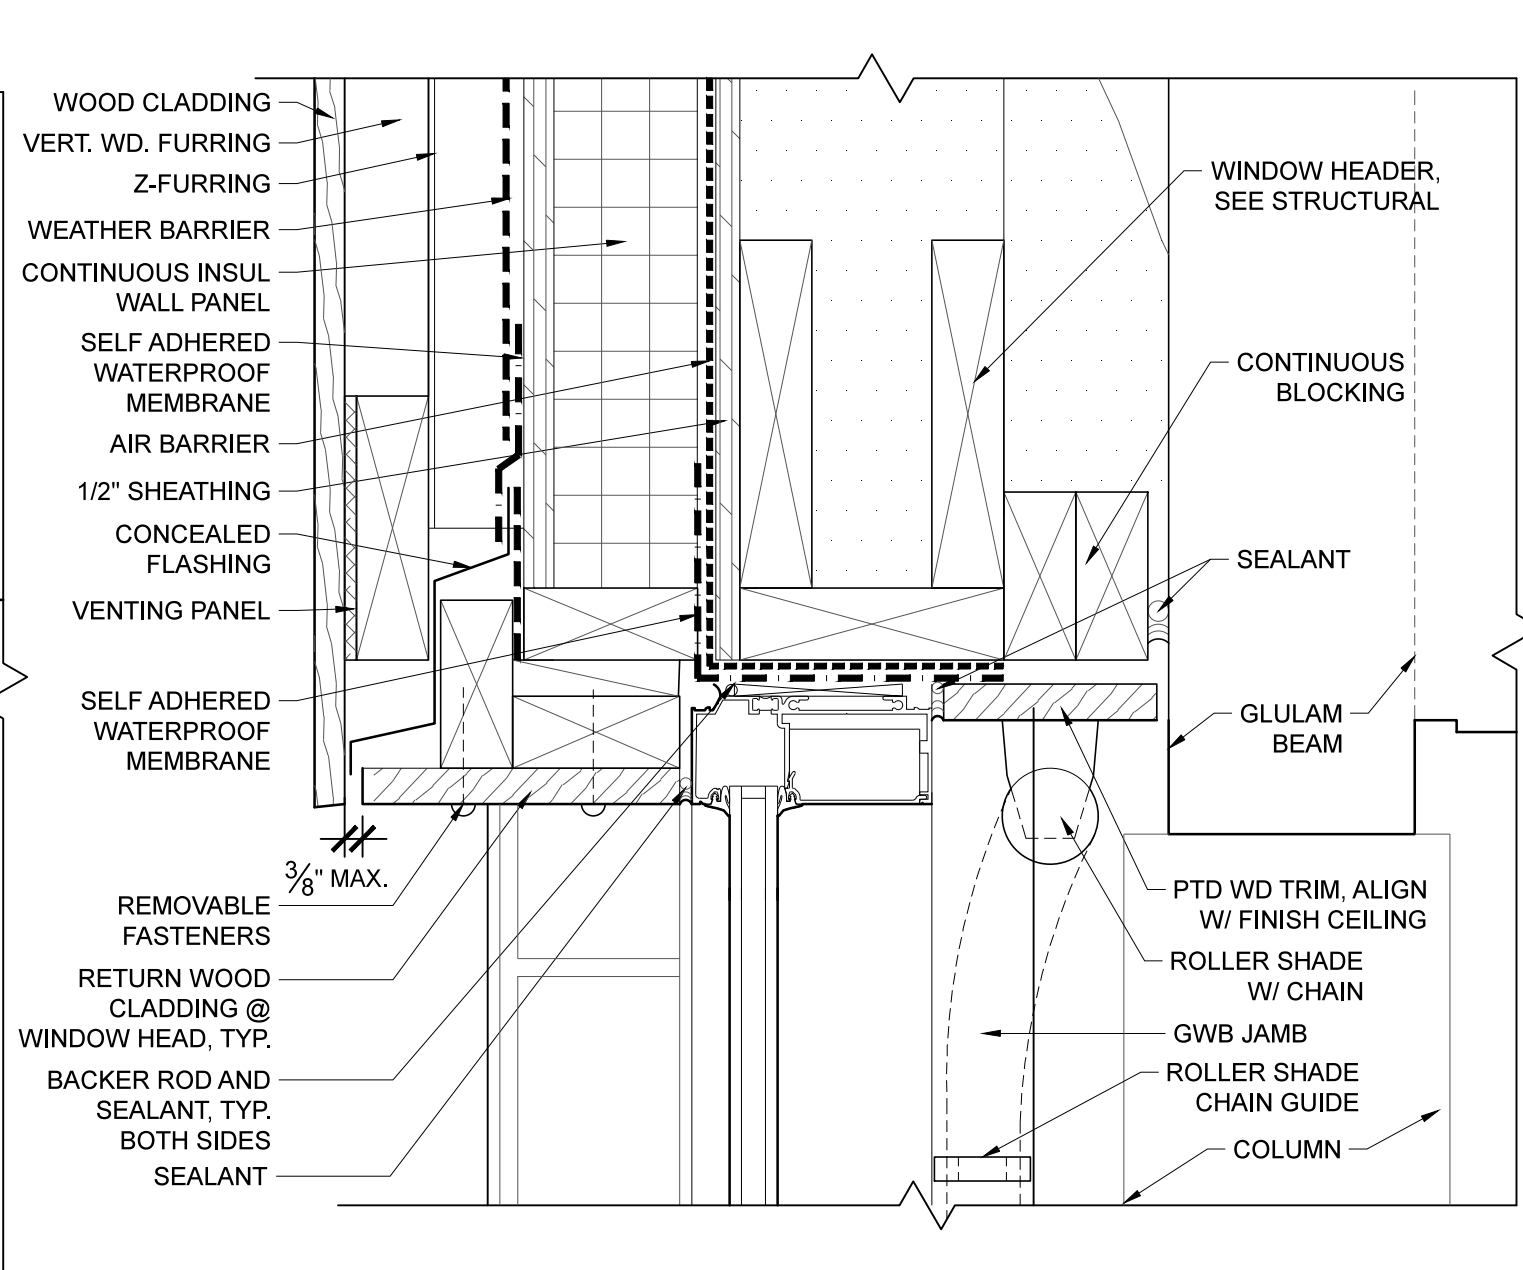 WOOD CLADDING
VERT. WD. FURRING
Z-FURRING
WEATHER BARRIER
CONTINUOUS INSUL
WALL PANEL
SELF ADHERED
WATERPROOF
MEMBRANE
AIR BARRIER
1/2" SHEATHING
CONCEALED
FLASHING
VENTING PANEL
SELF ADHERED
WATERPROOF
MEMBRANE
3/8" MAX.
REMOVABLE
FASTENERS
RETURN WOOD
CLADDING @
WINDOW HEAD, TYP.
BACKER ROD AND
SEALANT, TYP.
BOTH SIDES
SEALANT
WINDOW HEADER,
SEE STRUCTURAL
CONTINUOUS
BLOCKING
SEALANT
GLULAM
BEAM
PTD WD TRIM, ALIGN
W/ FINISH CEILING
ROLLER SHADE
W/ CHAIN
GWB JAMB
ROLLER SHADE
CHAIN GUIDE
COLUMN